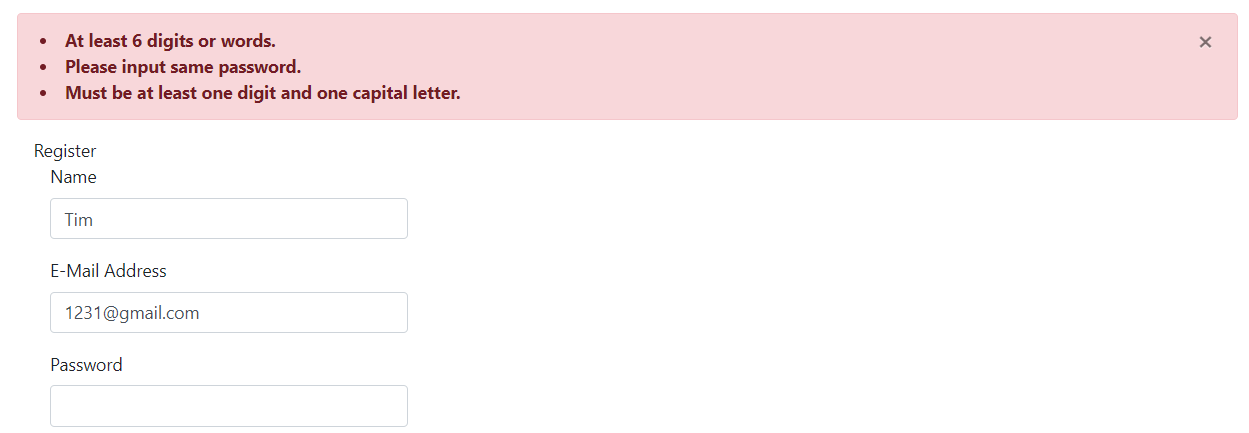 • At least 6 digits or words.
• Please input same password.
• Must be at least one digit and one capital letter.
×
Register
Name
Tim
E-Mail Address
1231@gmail.com
Password